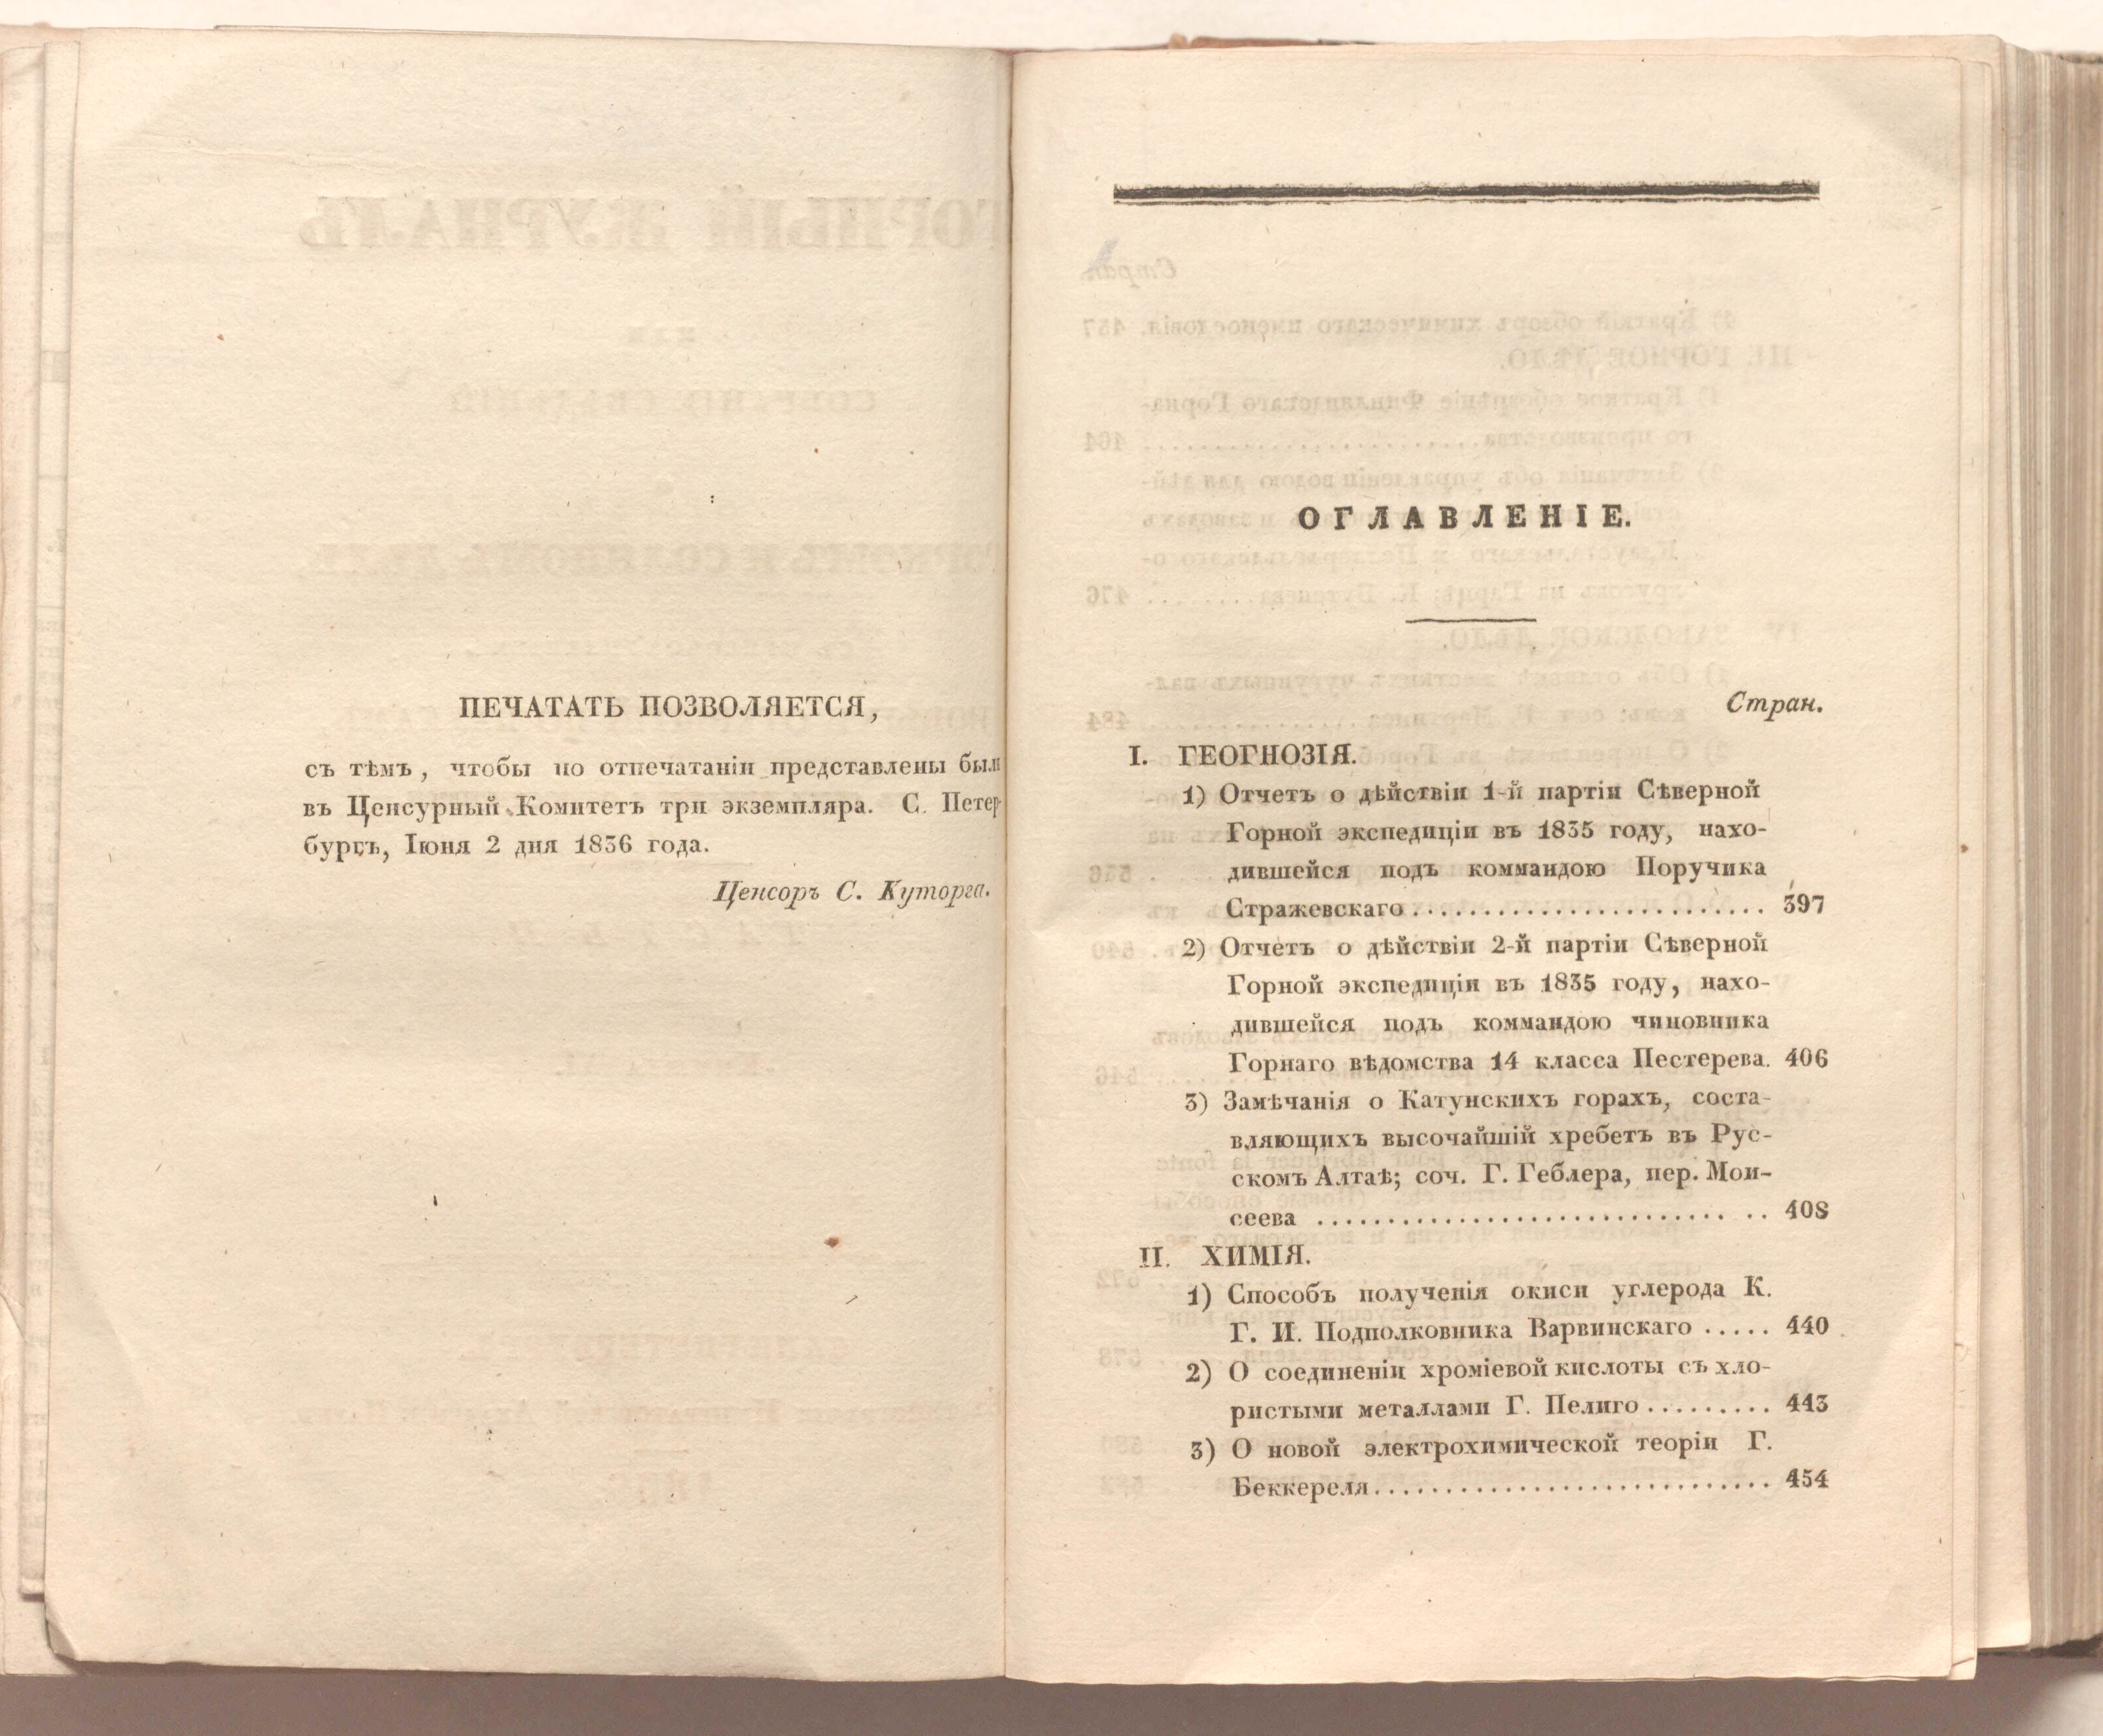 ПЕЧАТАТЬ ПОЗВОЛЯЕТСЯ,
съ тѣмъ, чтобы по отпечатаніи представлены были
въ Ценсурный Комитетъ три экземпляра. С. Петер-
бургъ, Іюня 2 дня 1836 года.
Ценсоръ С. Куторга.
ОГЛАВЛЕНІЕ.
Стран.
I. ГЕОГНОЗІЯ.
1) Отчетъ о дѣйствіи 1-й партіи Сѣверной
Горной экспедиціи въ 1835 году, нахо-
дившейся подъ коммандою Поручика
Стражевскаго......................... 397
2) Отчетъ о дѣйствіи 2-й партіи Сѣверной
Горной экспедиціи въ 1835 году, нахо-
дившейся подъ коммандою чиновника
Горнаго вѣдомства 14 класса Пестерева. 406
3) Замѣчанія о Катунскихъ горахъ, соста-
вляющихъ высочайшій хребетъ въ Рус-
скомъ Алтаѣ; соч. Г. Геблера, пер. Мои-
сеева ............................... 408
II. ХИМІЯ.
1) Способъ полученія окиси углерода К.
Г. И. Подполковника Варвинскаго ..... 440
2) О соединеніи хроміевой кислоты съ хло-
ристыми металлами Г. Пелиго ......... 443
3) О новой электрохимической теоріи Г.
Беккереля............................ 454